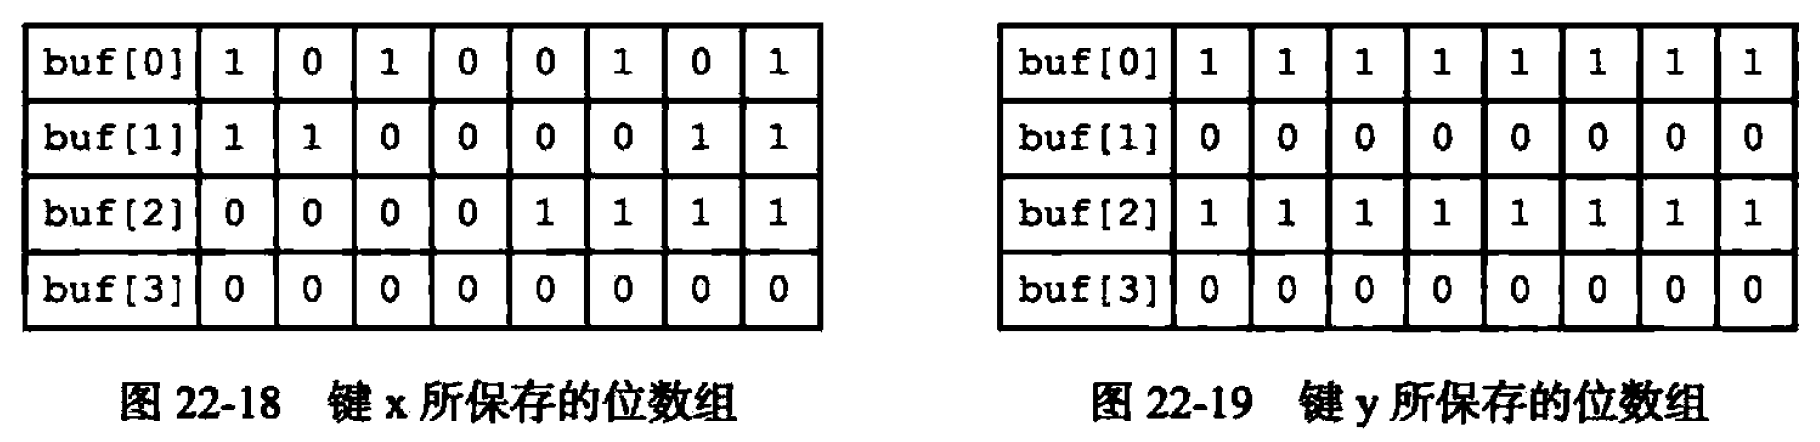 buf[0] 1 0 1 0 0 1 0 1
buf[1] 1 1 0 0 0 0 1 1
buf[2] 0 0 0 0 1 1 1 1
buf[3] 0 0 0 0 0 0 0 0
图 22-18 键 x 所保存的位数组
buf[0] 1 1 1 1 1 1 1 1
buf[1] 0 0 0 0 0 0 0 0
buf[2] 1 1 1 1 1 1 1 1
buf[3] 0 0 0 0 0 0 0 0
图 22-19 键 y 所保存的位数组